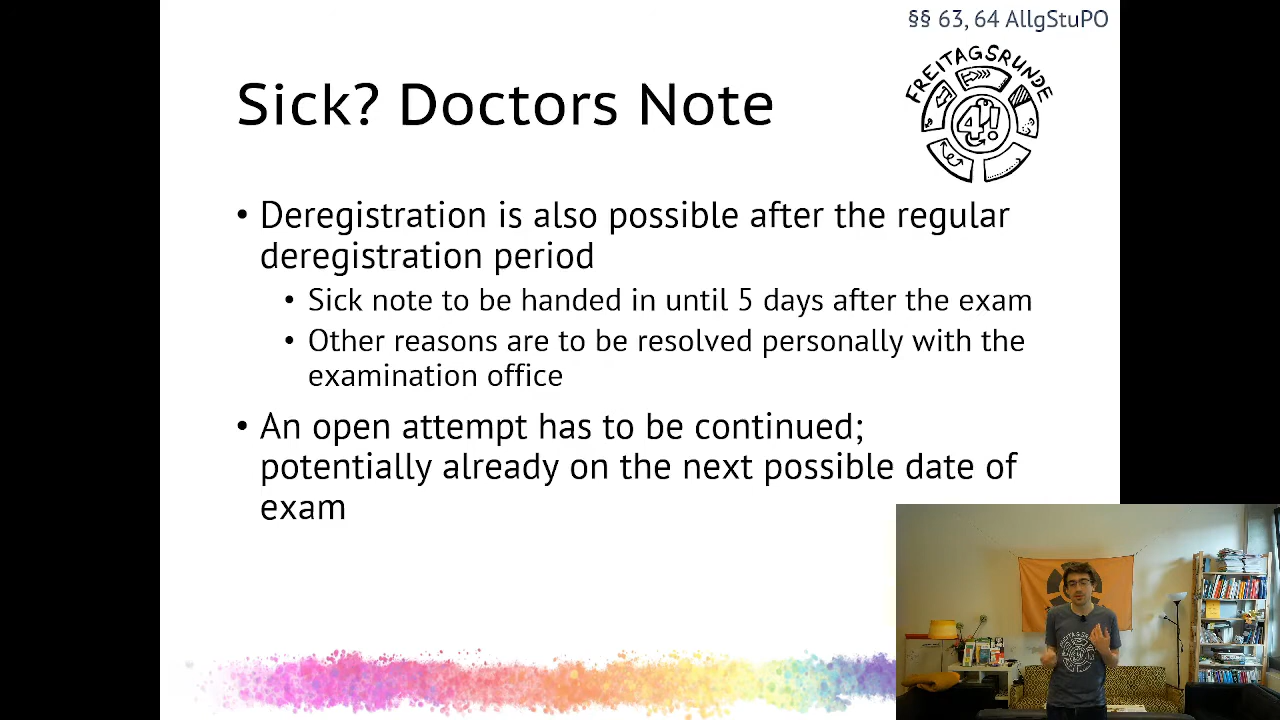 §§ 63, 64 AllgStuPO
FREITAGSRUNDE
4!
Sick? Doctors Note
• Deregistration is also possible after the regular
deregistration period
• Sick note to be handed in until 5 days after the exam
• Other reasons are to be resolved personally with the
examination office
• An open attempt has to be continued;
potentially already on the next possible date of
exam
FREITAGSRUNDE